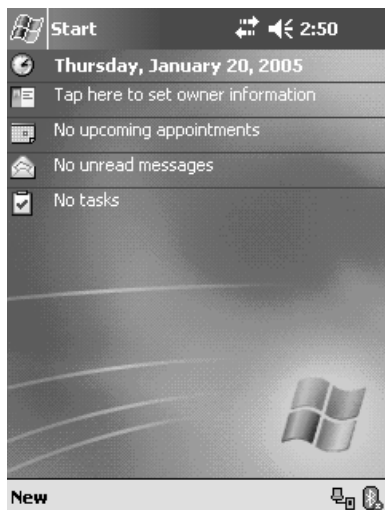 Start 2:50
Thursday, January 20, 2005
Tap here to set owner information
No upcoming appointments
No unread messages
No tasks
New